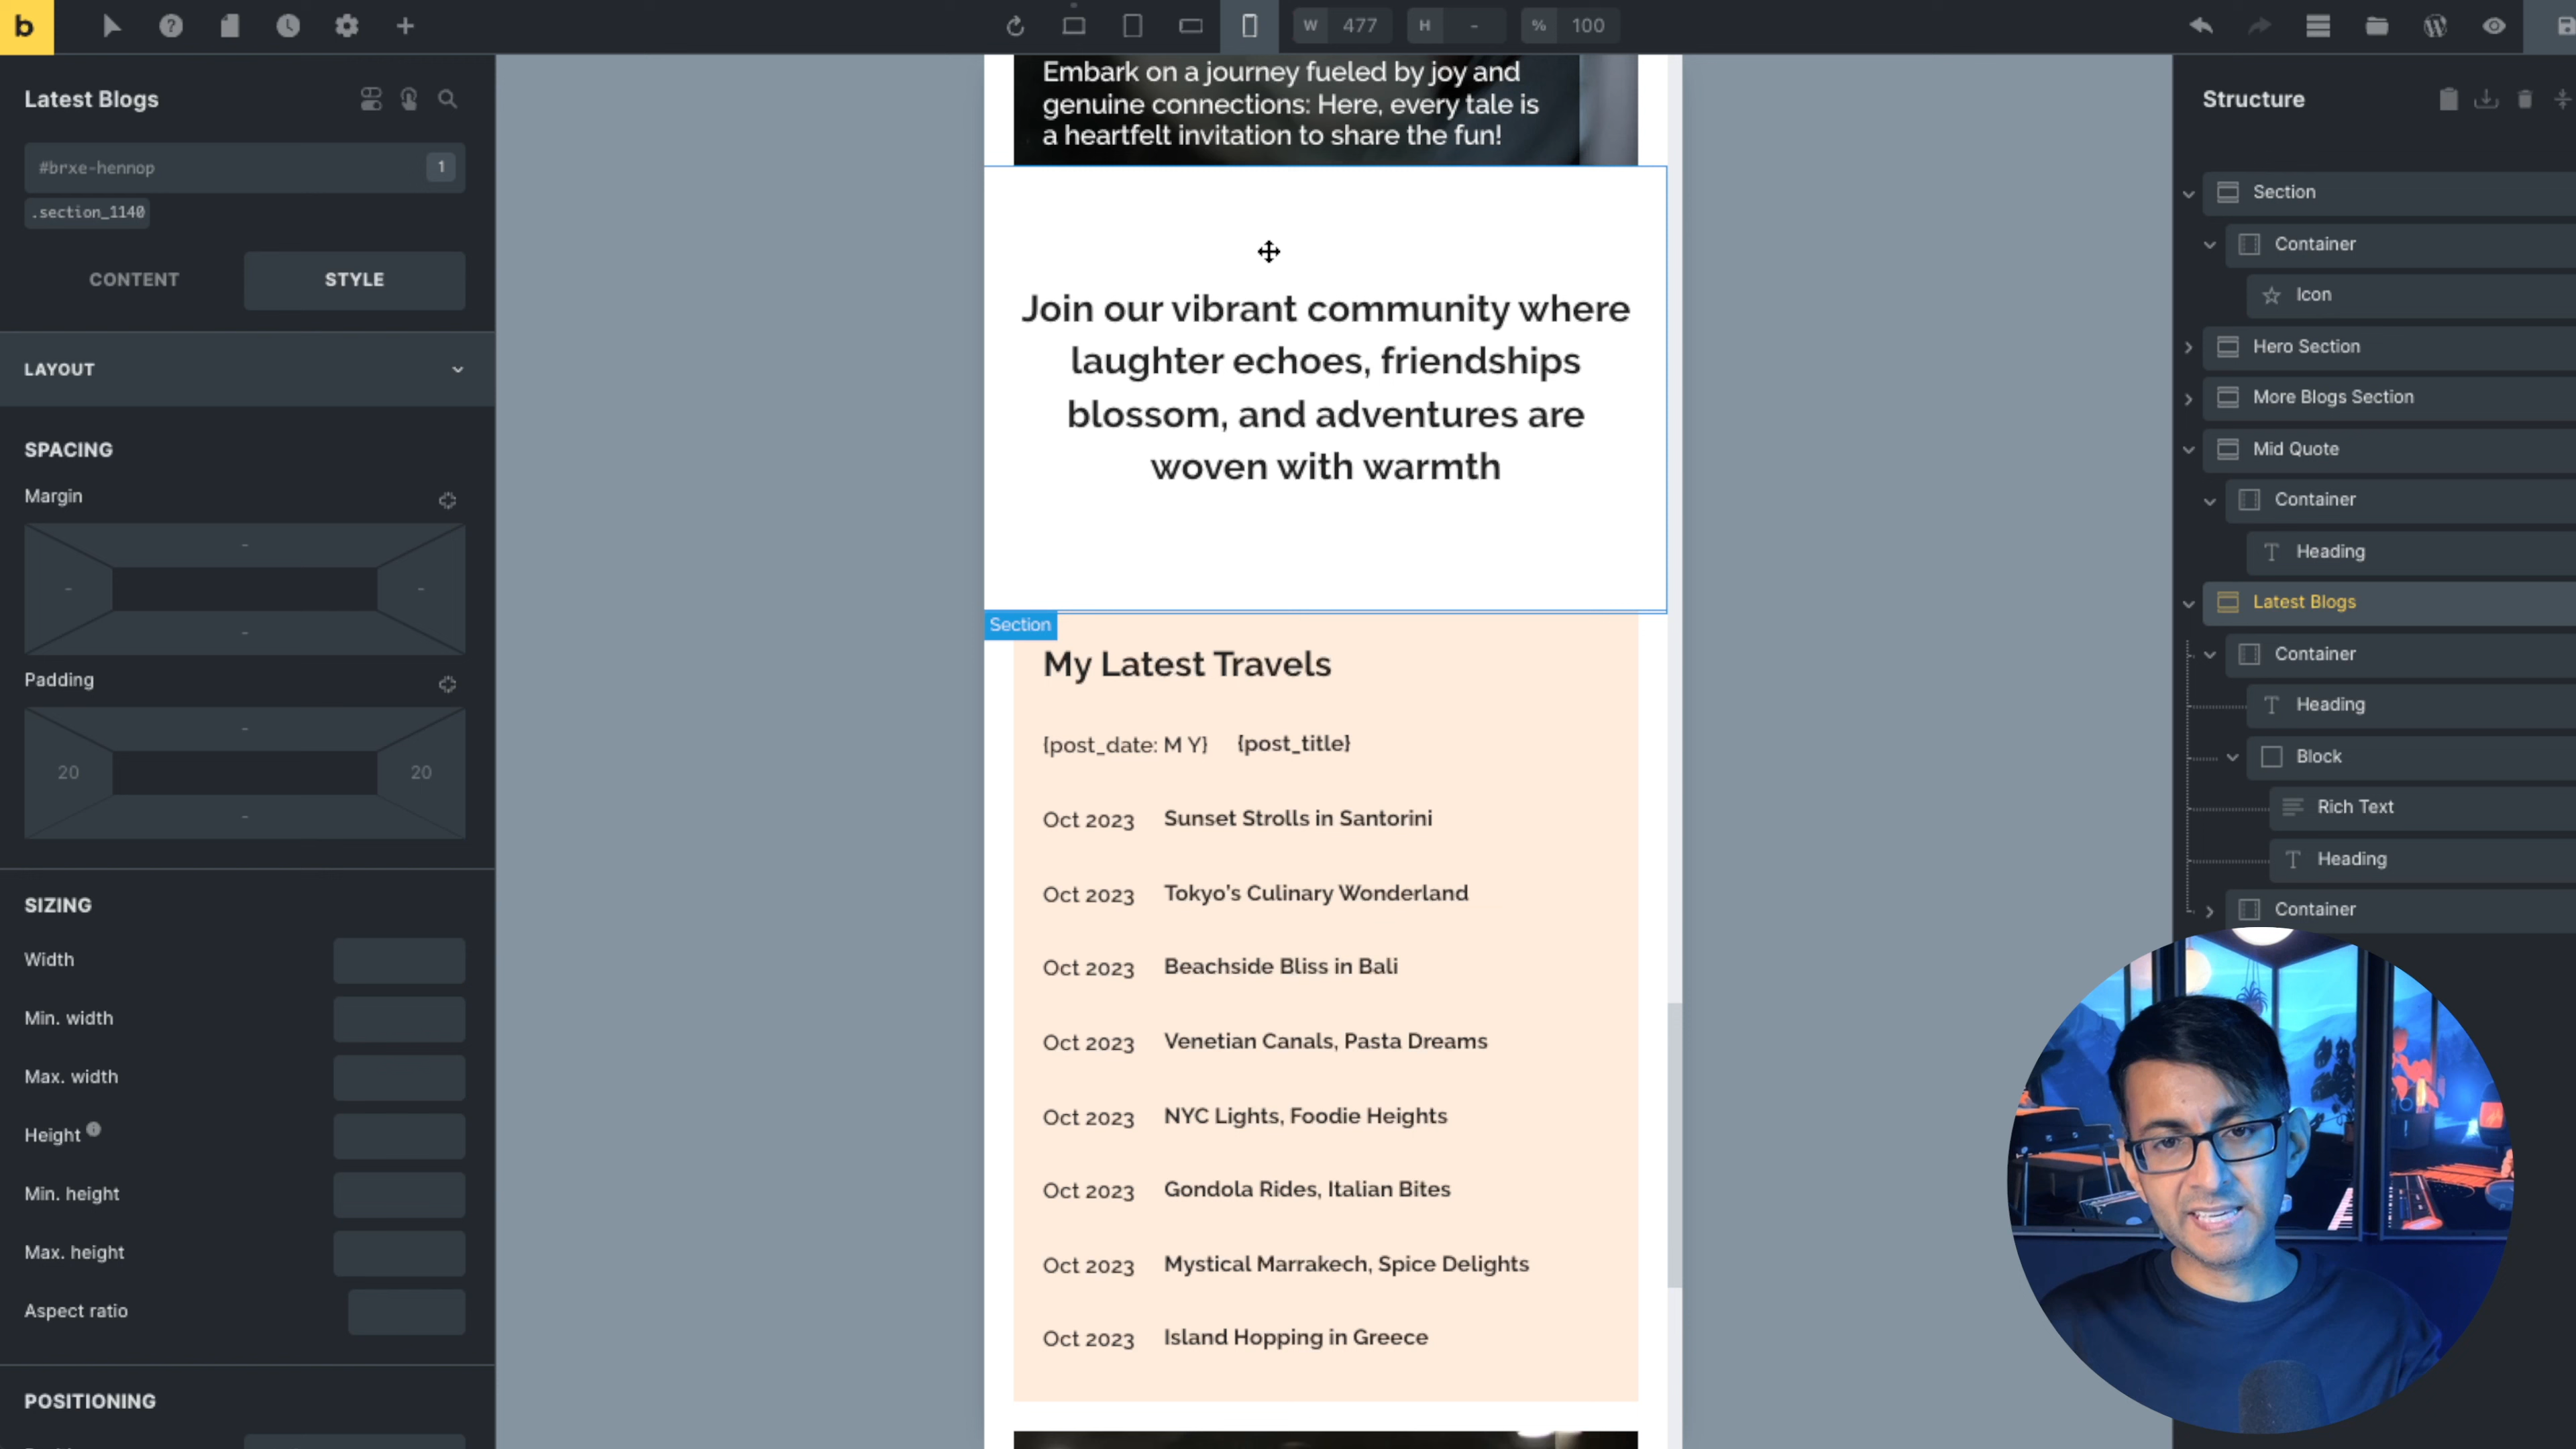 b
W 477
H -
% 100
Latest Blogs
#brxe-hennop 1
.section_1140
CONTENT
STYLE
LAYOUT
SPACING
Margin
-
- -
-
Padding
-
20 20
-
SIZING
Width
Min. width
Max. width
Height
Min. height
Max. height
Aspect ratio
POSITIONING
Embark on a journey fueled by joy and
genuine connections: Here, every tale is
a heartfelt invitation to share the fun!
Join our vibrant community where
laughter echoes, friendships
blossom, and adventures are
woven with warmth
Section
My Latest Travels
{post_date: M Y} {post_title}
Oct 2023 Sunset Strolls in Santorini
Oct 2023 Tokyo’s Culinary Wonderland
Oct 2023 Beachside Bliss in Bali
Oct 2023 Venetian Canals, Pasta Dreams
Oct 2023 NYC Lights, Foodie Heights
Oct 2023 Gondola Rides, Italian Bites
Oct 2023 Mystical Marrakech, Spice Delights
Oct 2023 Island Hopping in Greece
Structure
Section
Container
Icon
Hero Section
More Blogs Section
Mid Quote
Container
Heading
Latest Blogs
Container
Heading
Block
Rich Text
Heading
Container